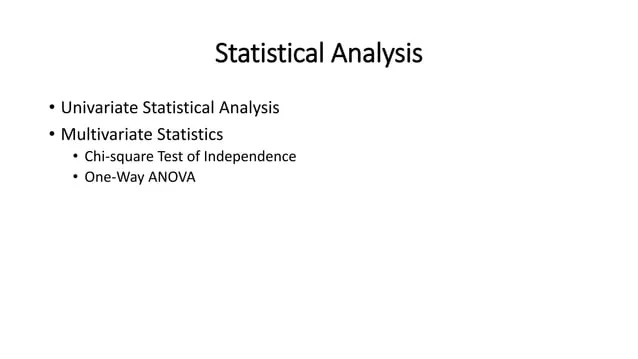 Statistical Analysis
• Univariate Statistical Analysis
• Multivariate Statistics
• Chi-square Test of Independence
• One-Way ANOVA